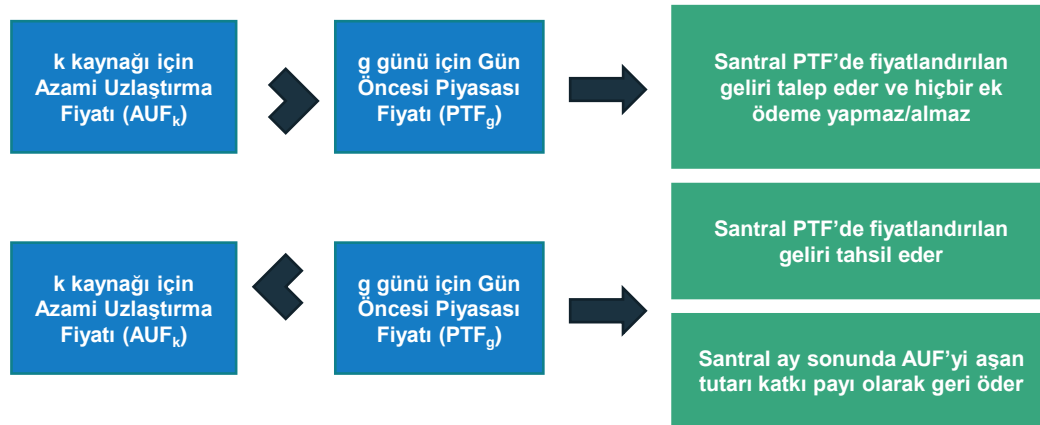 k kaynağı için
Azami Uzlaştırma
Fiyatı (AUFk)
g günü için Gün
Öncesi Piyasası
Fiyatı (PTFg)
Santral PTF’de fiyatlandırılan
geliri talep eder ve hiçbir ek
ödeme yapmaz/almaz
k kaynağı için
Azami Uzlaştırma
Fiyatı (AUFk)
g günü için Gün
Öncesi Piyasası
Fiyatı (PTFg)
Santral PTF’de fiyatlandırılan
geliri tahsil eder
Santral ay sonunda AUF’yi aşan
tutarı katkı payı olarak geri öder